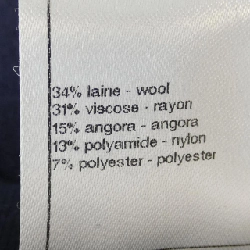 34% laine - wool
31% viscose - rayon
15% angora - angora
13% polyamide - nylon
7% polyester - polyester